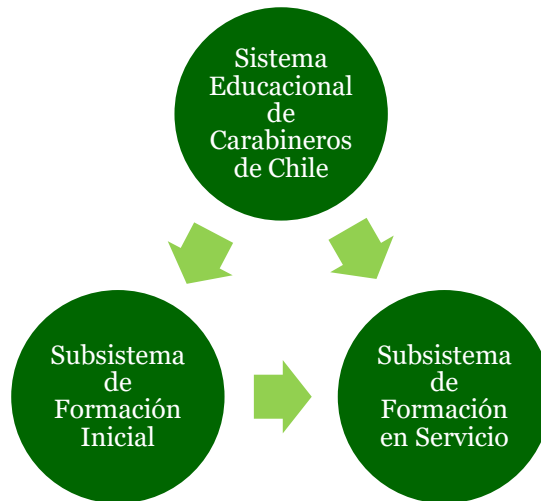 Sistema
Educacional
de
Carabineros
de Chile
Subsistema
de
Formación
Inicial
Subsistema
de
Formación
en Servicio